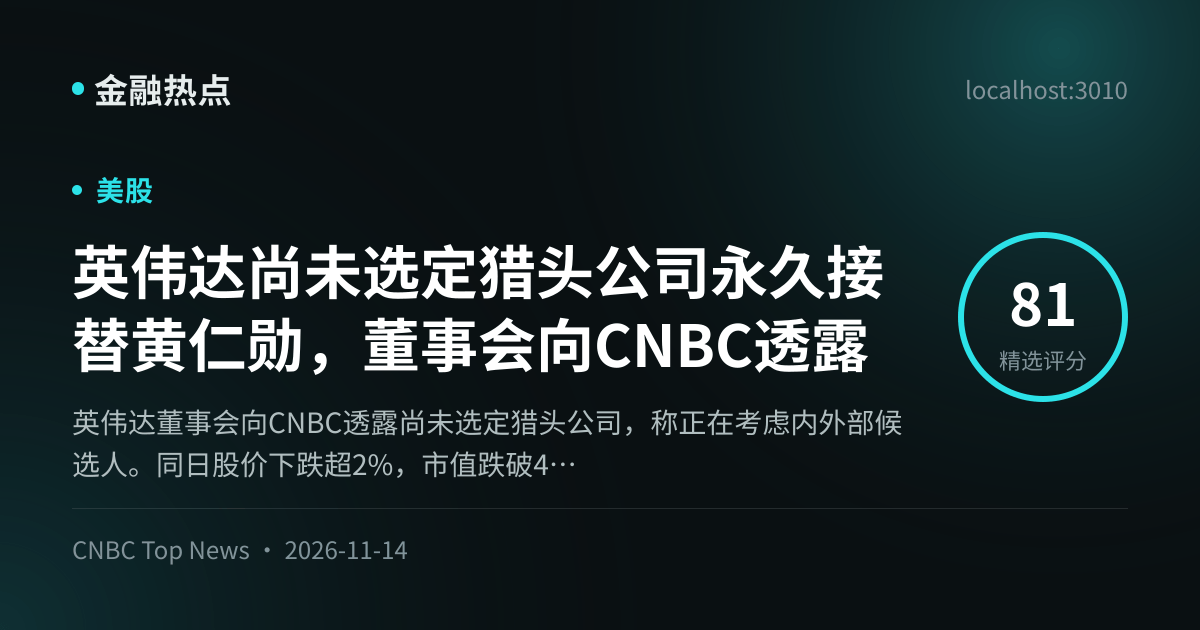 金融热点
localhost:3010
美股
英伟达尚未选定猎头公司永久接
替黄仁勋，董事会向CNBC透露
81
精选评分
英伟达董事会向CNBC透露尚未选定猎头公司，称正在考虑内外部候
选人。同日股价下跌超2%，市值跌破4…
CNBC Top News · 2026-11-14